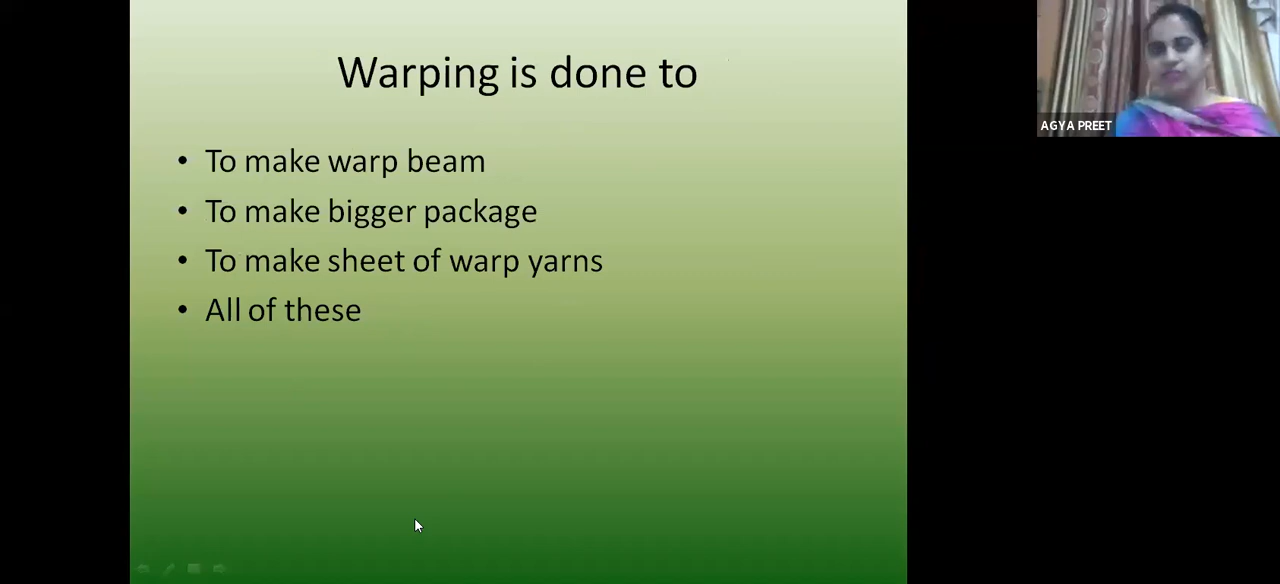 Warping is done to
• To make warp beam
• To make bigger package
• To make sheet of warp yarns
• All of these
AGYA PREET